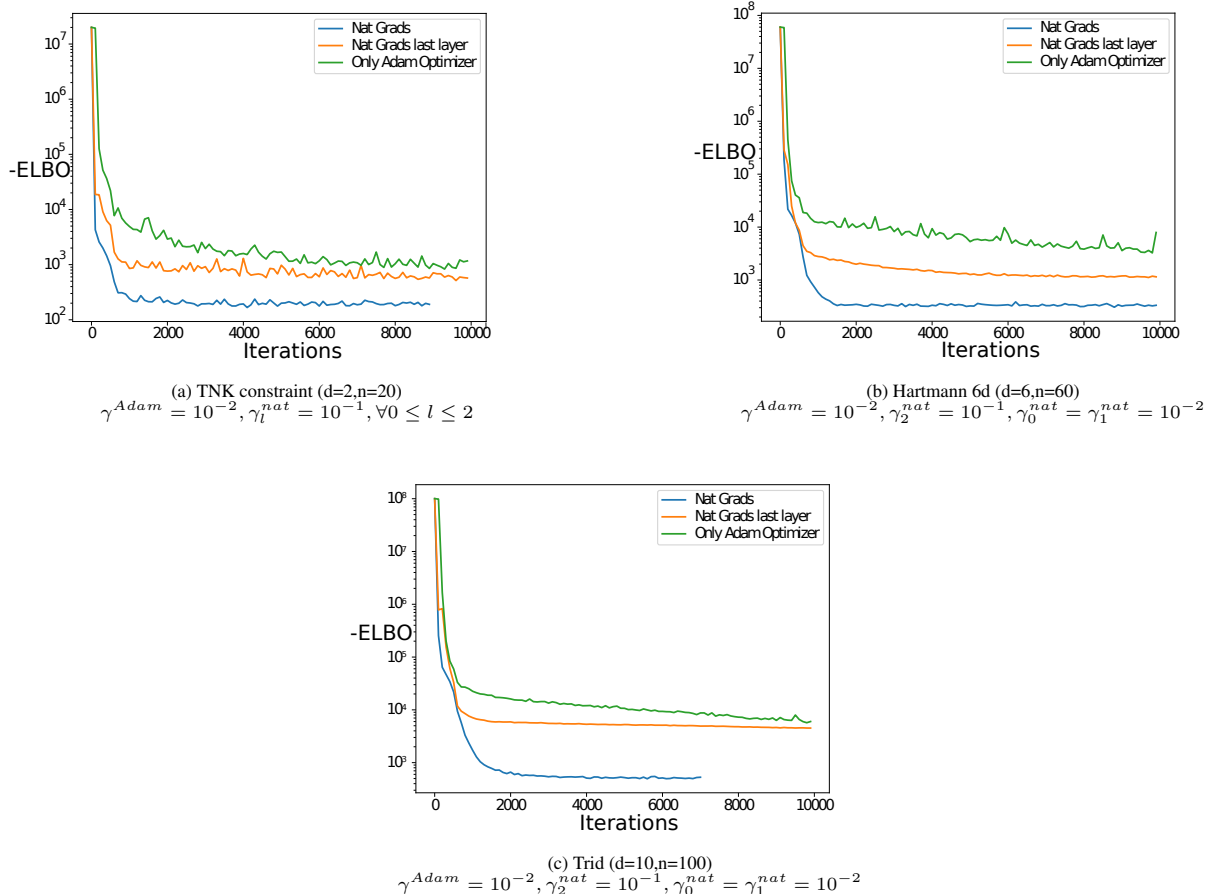 10^7
10^5
10^4
10^3
10^2
-ELBO
0 2000 4000 6000 8000 10000
Iterations
Nat Grads
Nat Grads last layer
Only Adam Optimizer
(a) TNK constraint (d=2,n=20)
γ^{Adam} = 10^{-2}, γ_l^{nat} = 10^{-1}, ∀0 ≤ l ≤ 2
10^8
10^7
10^6
10^5
10^4
10^3
-ELBO
0 2000 4000 6000 8000 10000
Iterations
Nat Grads
Nat Grads last layer
Only Adam Optimizer
(b) Hartmann 6d (d=6,n=60)
γ^{Adam} = 10^{-2}, γ_2^{nat} = 10^{-1}, γ_0^{nat} = γ_1^{nat} = 10^{-2}
10^8
10^7
10^6
10^5
10^4
10^3
-ELBO
0 2000 4000 6000 8000 10000
Iterations
Nat Grads
Nat Grads last layer
Only Adam Optimizer
(c) Trid (d=10,n=100)
γ^{Adam} = 10^{-2}, γ_2^{nat} = 10^{-1}, γ_0^{nat} = γ_1^{nat} = 10^{-2}